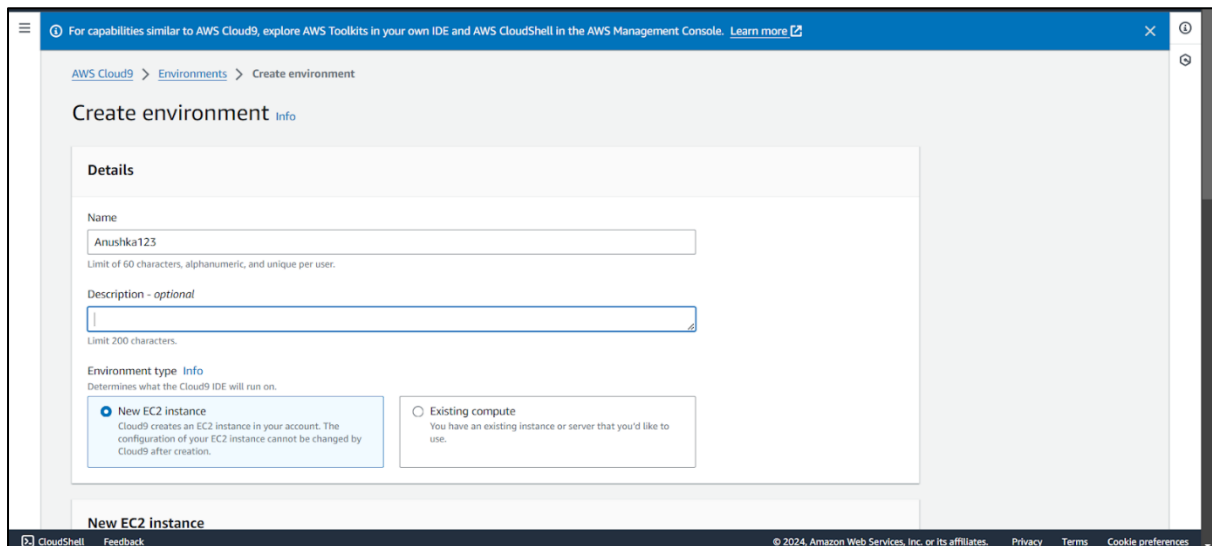 For capabilities similar to AWS Cloud9, explore AWS Toolkits in your own IDE and AWS CloudShell in the AWS Management Console. Learn more
AWS Cloud9 > Environments > Create environment
Create environment Info
Details
Name
Anushka123
Limit of 60 characters, alphanumeric, and unique per user.
Description - optional
Limit 200 characters.
Environment type Info
Determines what the Cloud9 IDE will run on.
New EC2 instance
Cloud9 creates an EC2 instance in your account. The
configuration of your EC2 instance cannot be changed by
Cloud9 after creation.
Existing compute
You have an existing instance or server that you'd like to
use.
New EC2 instance
CloudShell Feedback © 2024, Amazon Web Services, Inc. or its affiliates. Privacy Terms Cookie preferences